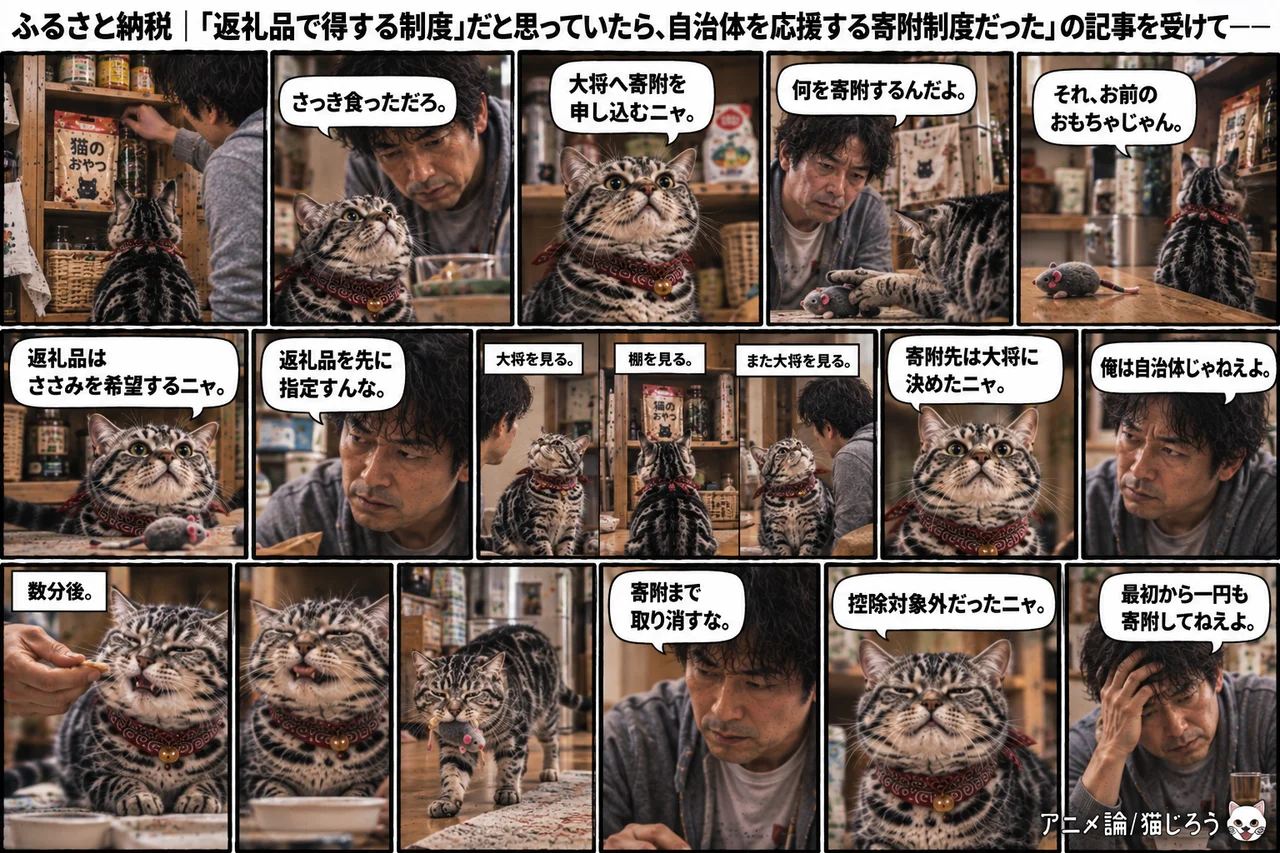 ふるさと納税｜「返礼品で得する制度」だと思っていたら、自治体を応援する寄附制度だった」の記事を受けて――
猫の
おやつ
さっき食っただろ。
大将へ寄附を
申し込むニャ。
何を寄附するんだよ。
それ、お前の
おもちゃじゃん。
返礼品は
ささみを希望するニャ。
返礼品を先に
指定すんな。
大将を見る。
棚を見る。
猫の
おやつ
また大将を見る。
寄附先は大将に
決めたニャ。
俺は自治体じゃねえよ。
数分後。
寄附まで
取り消すな。
控除対象外だったニャ。
最初から一円も
寄附してねえよ。
アニメ論/猫じろう